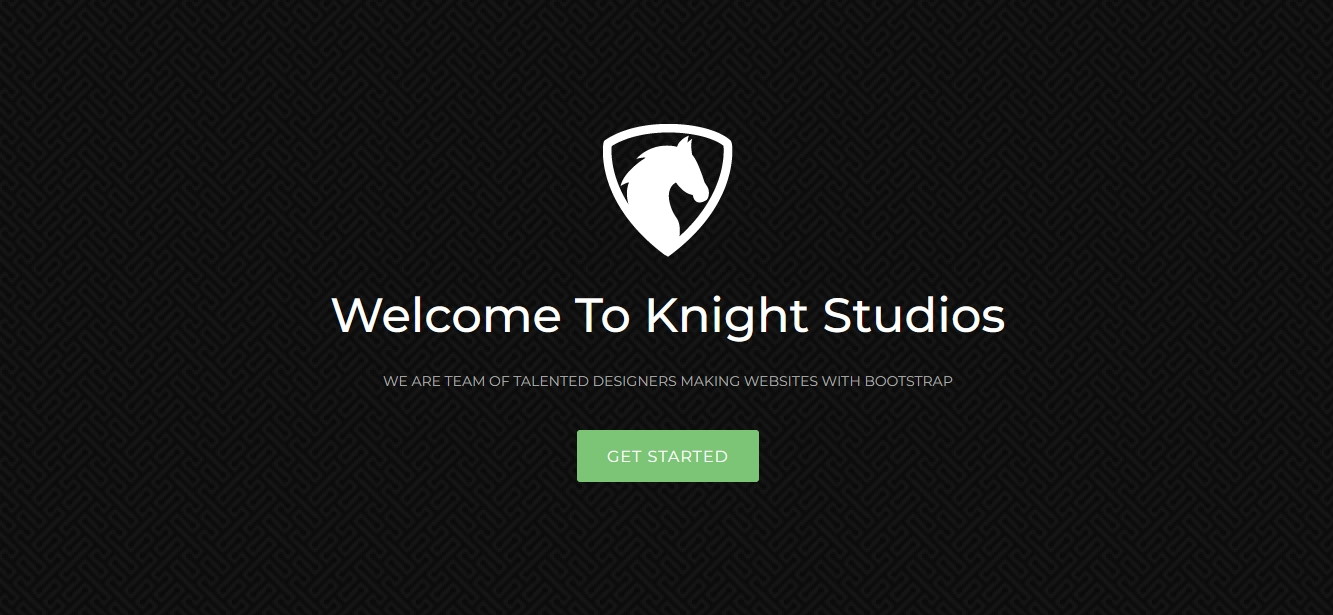 Welcome To Knight Studios
WE ARE TEAM OF TALENTED DESIGNERS MAKING WEBSITES WITH BOOTSTRAP
GET STARTED